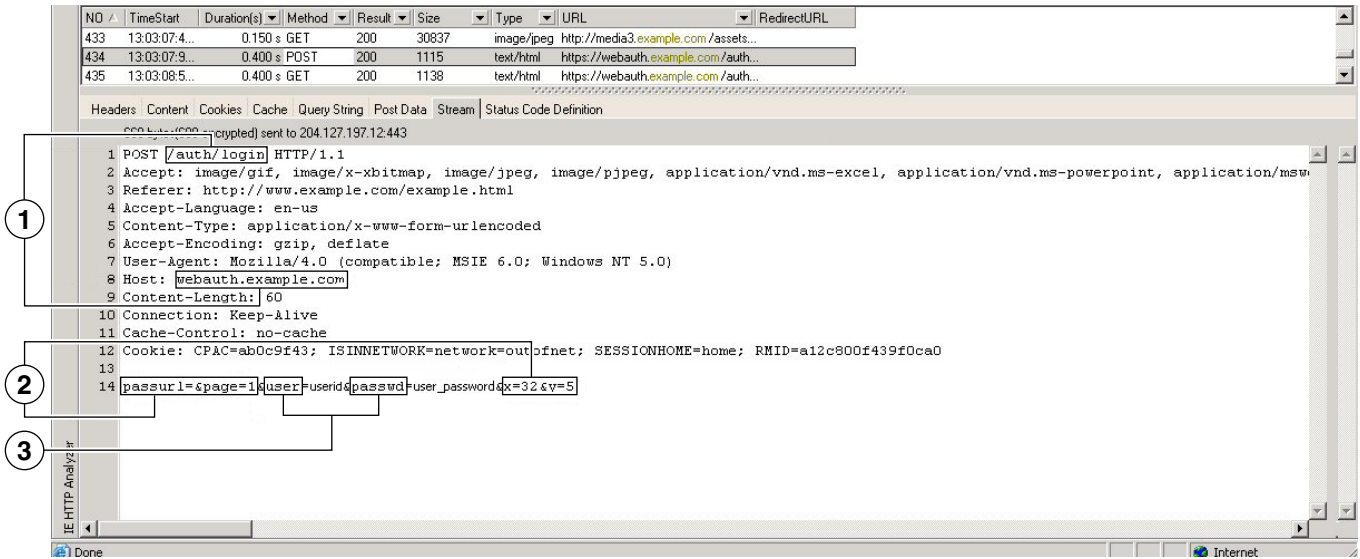 NO TimeStart Duration(s) Method Result Size Type URL RedirectURL
433 13:03:07:4... 0.150 s GET 200 30837 image/jpeg http://media3.example.com /assets...
434 13:03:07:9... 0.400 s POST 200 1115 text/html https://webauth.example.com /auth...
435 13:03:08:5... 0.400 s GET 200 1138 text/html https://webauth.example.com /auth...
Headers Content Cookies Cache Query String Post Data Stream Status Code Definition
encrypted) sent to 204.127.197.12:443
1 POST /auth/login HTTP/1.1
2 Accept: image/gif, image/x-xbitmap, image/jpeg, image/pjpeg, application/vnd.ms-excel, application/vnd.ms-powerpoint, application/msw
3 Referer: http://www.example.com/example.html
4 Accept-Language: en-us
1
5 Content-Type: application/x-www-form-urlencoded
6 Accept-Encoding: gzip, deflate
7 User-Agent: Mozilla/4.0 (compatible; MSIE 6.0; Windows NT 5.0)
8 Host: webauth.example.com
9 Content-Length: 60
10 Connection: Keep-Alive
11 Cache-Control: no-cache
12 Cookie: CPAC=ab0c9f43; ISINNETWORK=network=outofnet; SESSIONHOME=home; RMID=a12c800f439f0ca0
13
2
14 passurl=&page=1&user=userid&passwd=user_password&x=32&y=5
3
IE HTTP Analyzer
Done
Internet